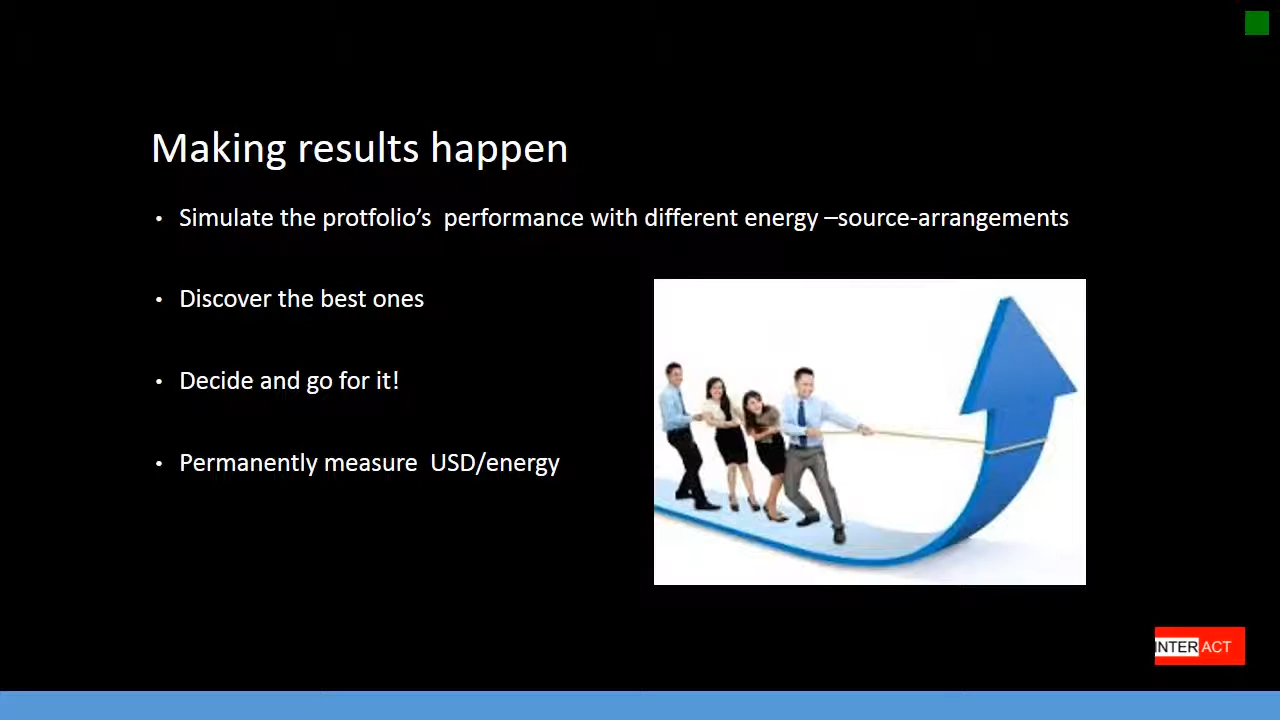 Making results happen
• Simulate the protfolio’s  performance with different energy –source-arrangements
• Discover the best ones
• Decide and go for it!
• Permanently measure  USD/energy
INTERACT